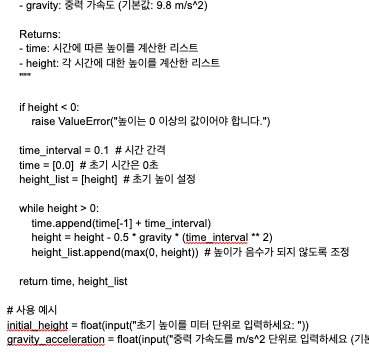 - gravity: 중력 가속도 (기본값: 9.8 m/s^2)
Returns:
- time: 시간에 따른 높이를 계산한 리스트
- height: 각 시간에 대한 높이를 계산한 리스트
"""
if height < 0:
raise ValueError("높이는 0 이상의 값이어야 합니다.")
time_interval = 0.1  # 시간 간격
time = [0.0]  # 초기 시간은 0초
height_list = [height]  # 초기 높이 설정
while height > 0:
time.append(time[-1] + time_interval)
height = height - 0.5 * gravity * (time_interval ** 2)
height_list.append(max(0, height))  # 높이가 음수가 되지 않도록 조정
return time, height_list
# 사용 예시
initial_height = float(input("초기 높이를 미터 단위로 입력하세요: "))
gravity_acceleration = float(input("중력 가속도를 m/s^2 단위로 입력하세요 (기본